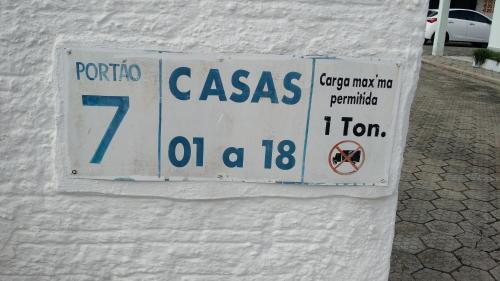 PORTÃO
7
CASAS
01 a 18
Carga max'ma
permitida
1 Ton.